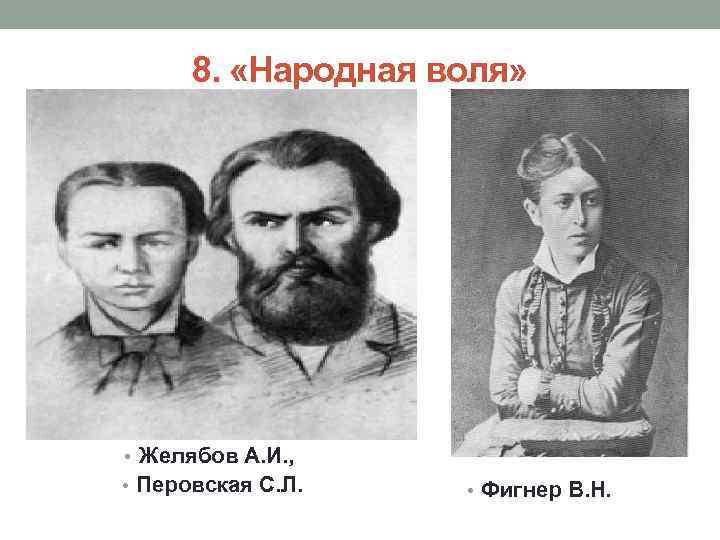 8. «Народная воля»
• Желябов А.И.,
• Перовская С.Л.
• Фигнер В.Н.